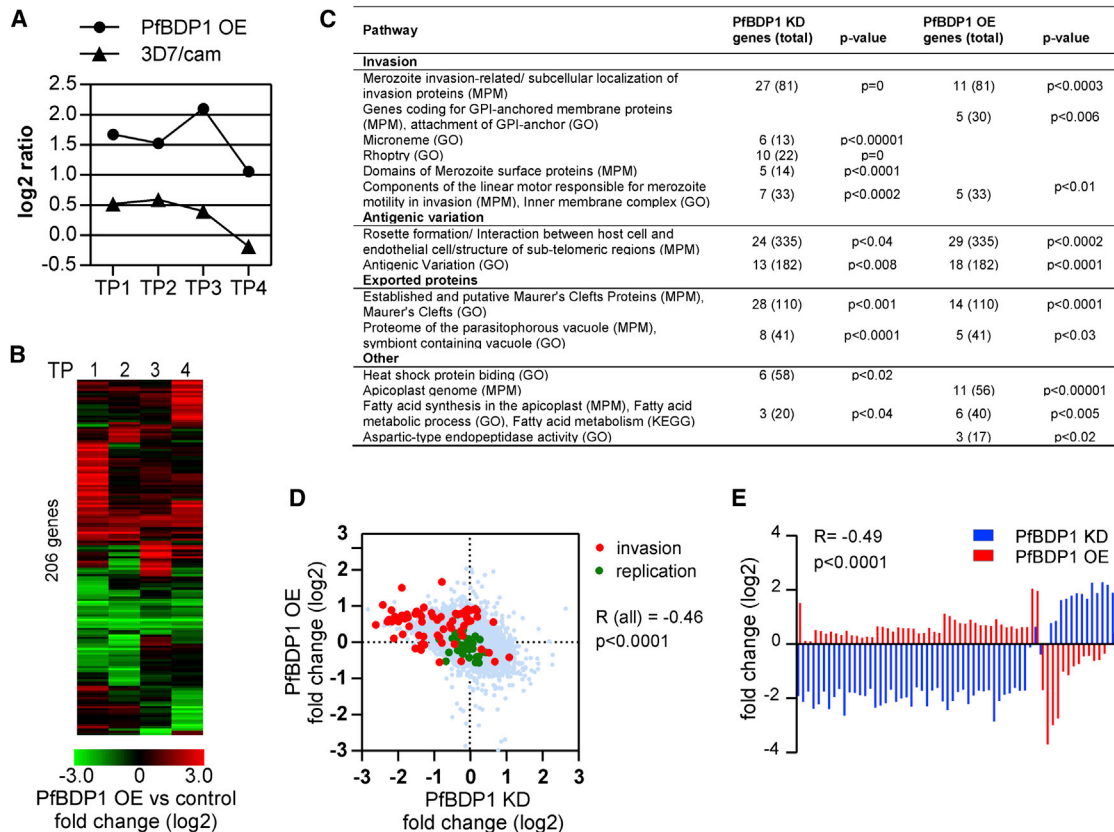 A
PfBDP1 OE
3D7/cam
log2 ratio
2.5
2.0
1.5
1.0
0.5
0.0
-0.5
TP1 TP2 TP3 TP4
B
TP 1 2 3 4
206 genes
-3.0 0 3.0
PfBDP1 OE vs control
fold change (log2)
C
Pathway PfBDP1 KD genes (total) p-value PfBDP1 OE genes (total) p-value
Invasion
Merozoite invasion-related/ subcellular localization of
invasion proteins (MPM) 27 (81) p=0 11 (81) p<0.0003
Genes coding for GPI-anchored membrane proteins
(MPM), attachment of GPI-anchor (GO) 5 (30) p<0.006
Microneme (GO) 6 (13) p<0.00001
Rhoptry (GO) 10 (22) p=0
Domains of Merozoite surface proteins (MPM) 5 (14) p<0.0001
Components of the linear motor responsible for merozoite
motility in invasion (MPM), Inner membrane complex (GO) 7 (33) p<0.0002 5 (33) p<0.01
Antigenic variation
Rosette formation/ Interaction between host cell and
endothelial cell/structure of sub-telomeric regions (MPM) 24 (335) p<0.04 29 (335) p<0.0002
Antigenic Variation (GO) 13 (182) p<0.008 18 (182) p<0.0001
Exported proteins
Established and putative Maurer's Clefts Proteins (MPM),
Maurer's Clefts (GO) 28 (110) p<0.001 14 (110) p<0.0001
Proteome of the parasitophorous vacuole (MPM),
symbiont containing vacuole (GO) 8 (41) p<0.0001 5 (41) p<0.03
Other
Heat shock protein biding (GO) 6 (58) p<0.02
Apicoplast genome (MPM) 11 (56) p<0.00001
Fatty acid synthesis in the apicoplast (MPM), Fatty acid
metabolic process (GO), Fatty acid metabolism (KEGG) 3 (20) p<0.04 6 (40) p<0.005
Aspartic-type endopeptidase activity (GO) 3 (17) p<0.02
D
PfBDP1 OE
fold change (log2)
3
2
1
0
-1
-2
-3
-3 -2 -1 0 1 2 3
PfBDP1 KD
fold change (log2)
invasion
replication
R (all) = -0.46
p<0.0001
E
fold change (log2)
4
2
0
-2
-4
R= -0.49
p<0.0001
PfBDP1 KD
PfBDP1 OE